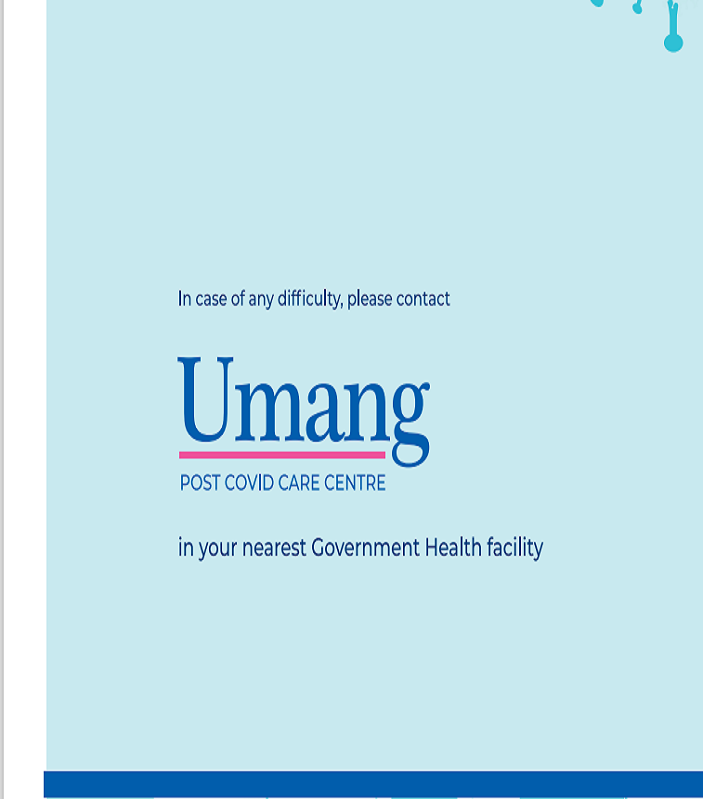 In case of any difficulty, please contact
Umang
POST COVID CARE CENTRE
in your nearest Government Health facility